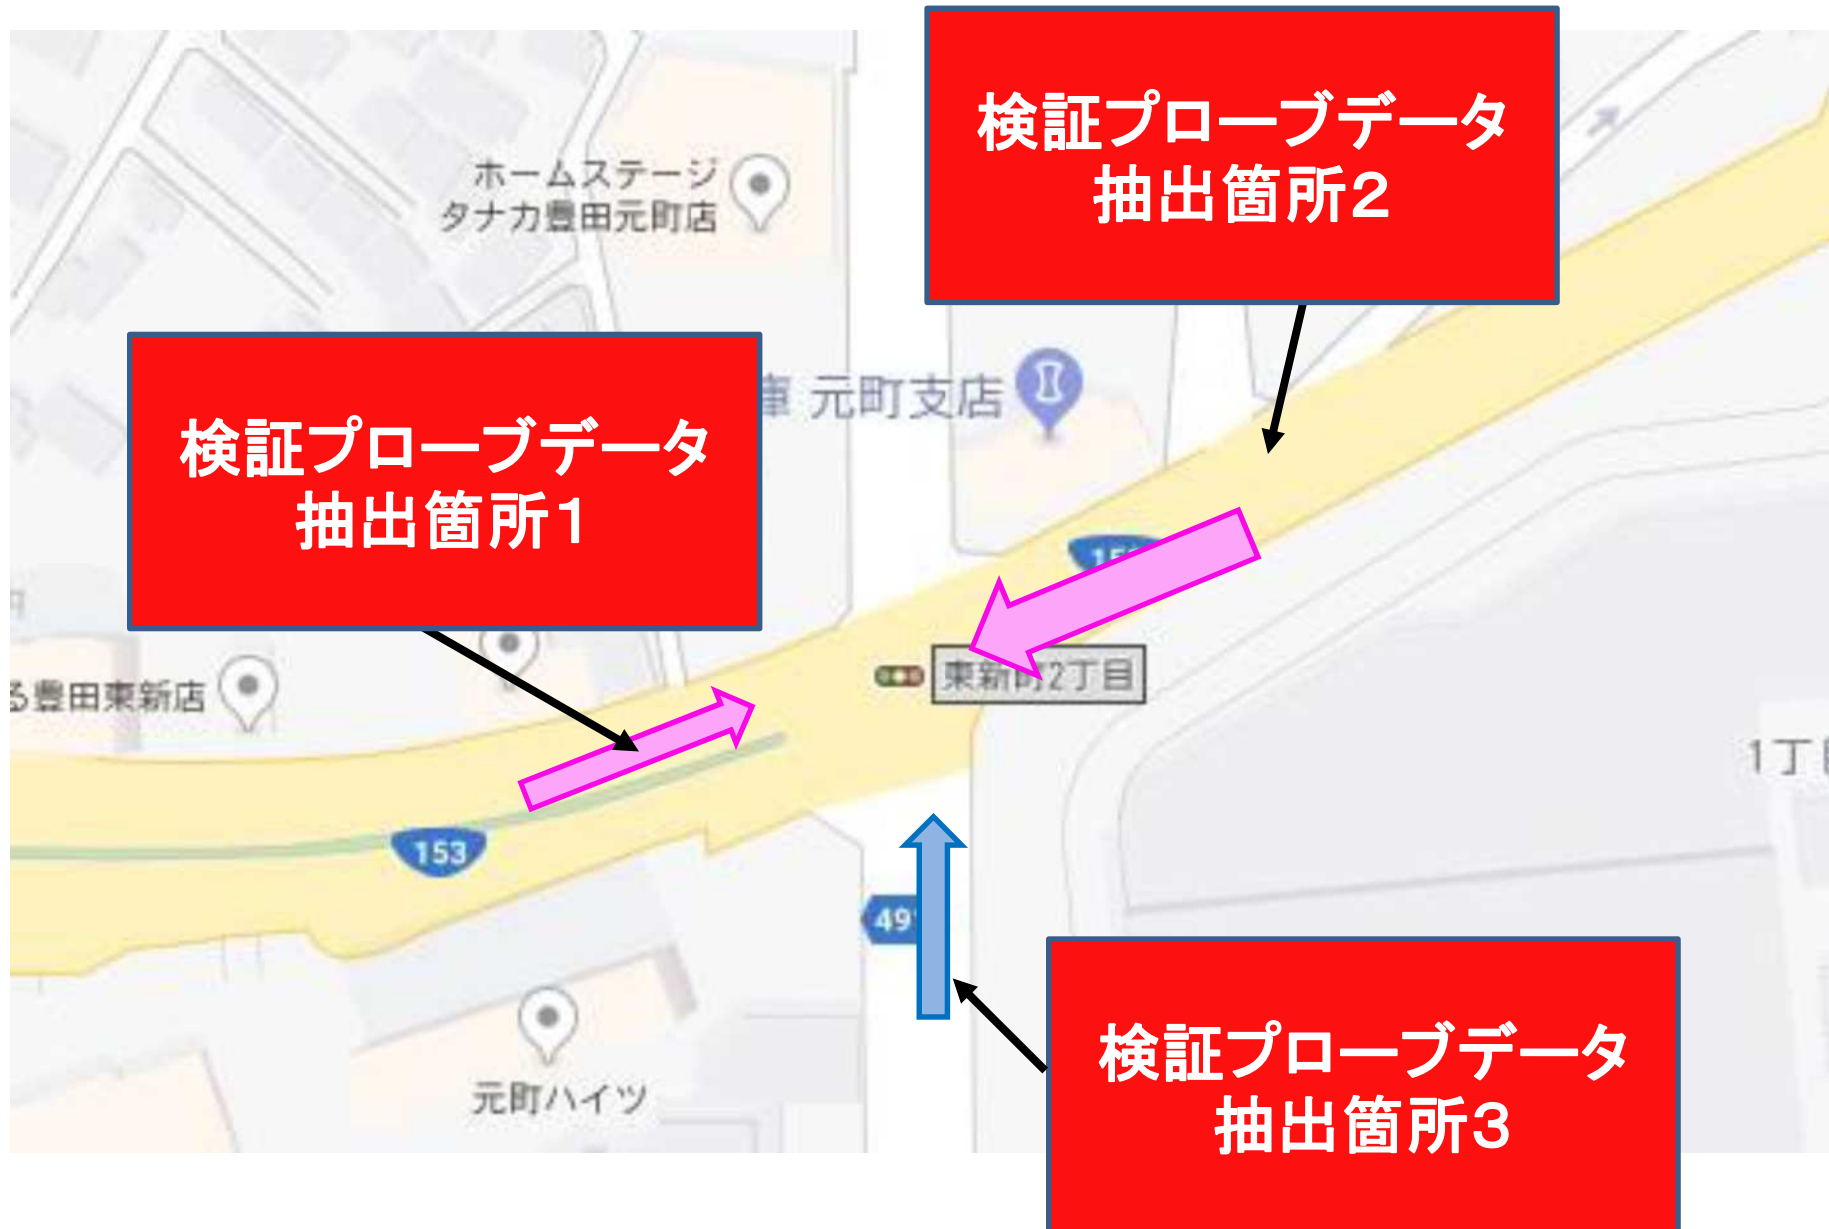 検証プローブデータ
抽出箇所2
ホームステージ
タナカ豊田元町店
庫 元町支店
検証プローブデータ
抽出箇所1
東新町2丁目
る豊田東新店
1丁目
153
49
検証プローブデータ
抽出箇所3
元町ハイツ